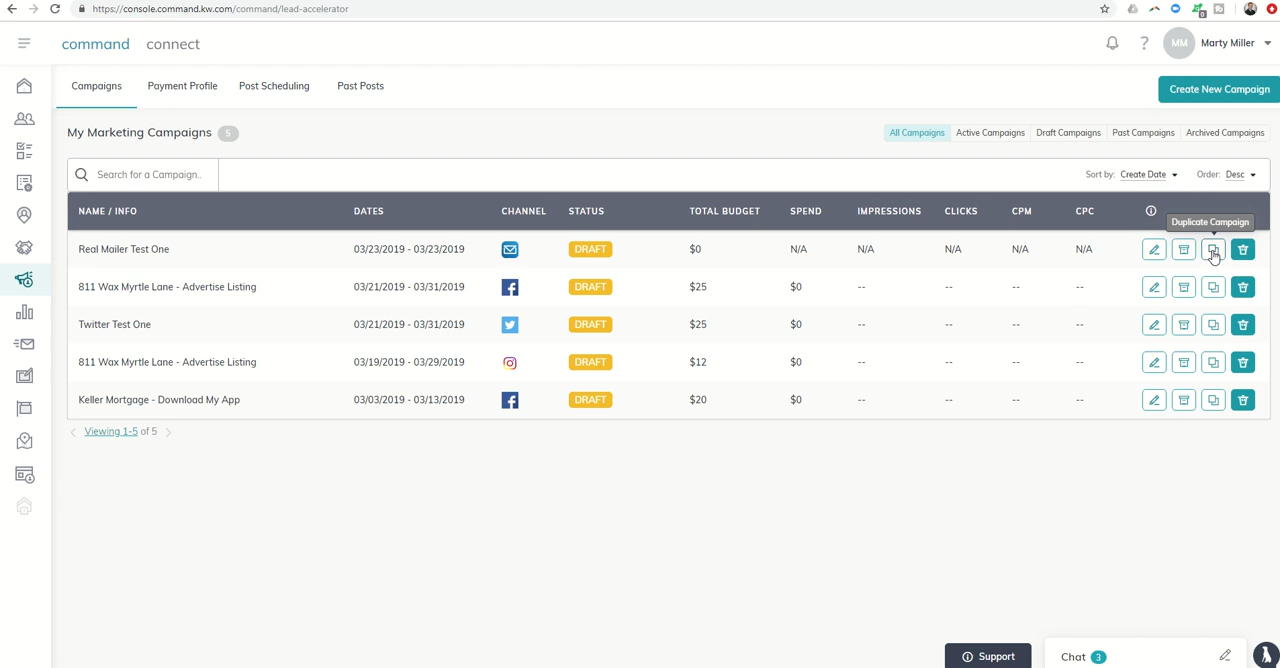 https://console.command.kw.com/command/lead-accelerator
command connect
? MM Marty Miller
Campaigns Payment Profile Post Scheduling Past Posts
Create New Campaign
My Marketing Campaigns 5
All Campaigns Active Campaigns Draft Campaigns Past Campaigns Archived Campaigns
Search for a Campaign..
Sort by: Create Date Order: Desc
NAME / INFO DATES CHANNEL STATUS TOTAL BUDGET SPEND IMPRESSIONS CLICKS CPM CPC
Duplicate Campaign
Real Mailer Test One 03/23/2019 - 03/23/2019 DRAFT $0 N/A N/A N/A N/A N/A
811 Wax Myrtle Lane - Advertise Listing 03/21/2019 - 03/31/2019 DRAFT $25 $0 -- -- -- --
Twitter Test One 03/21/2019 - 03/31/2019 DRAFT $25 $0 -- -- -- --
811 Wax Myrtle Lane - Advertise Listing 03/19/2019 - 03/29/2019 DRAFT $12 $0 -- -- -- --
Keller Mortgage - Download My App 03/03/2019 - 03/13/2019 DRAFT $20 $0 -- -- -- --
Viewing 1-5 of 5
Support
Chat 3